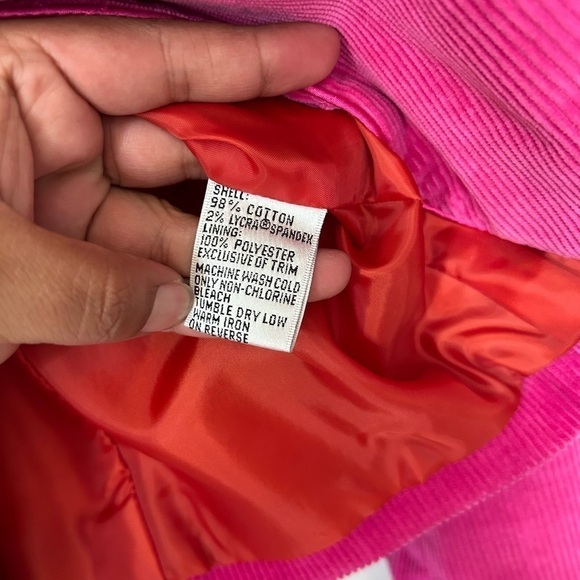 SHELL:
98% COTTON
2% LYCRA®SPANDEX
LINING:
100% POLYESTER
EXCLUSIVE OF TRIM
MACHINE WASH COLD
ONLY NON-CHLORINE
BLEACH
TUMBLE DRY LOW
WARM IRON
ON REVERSE